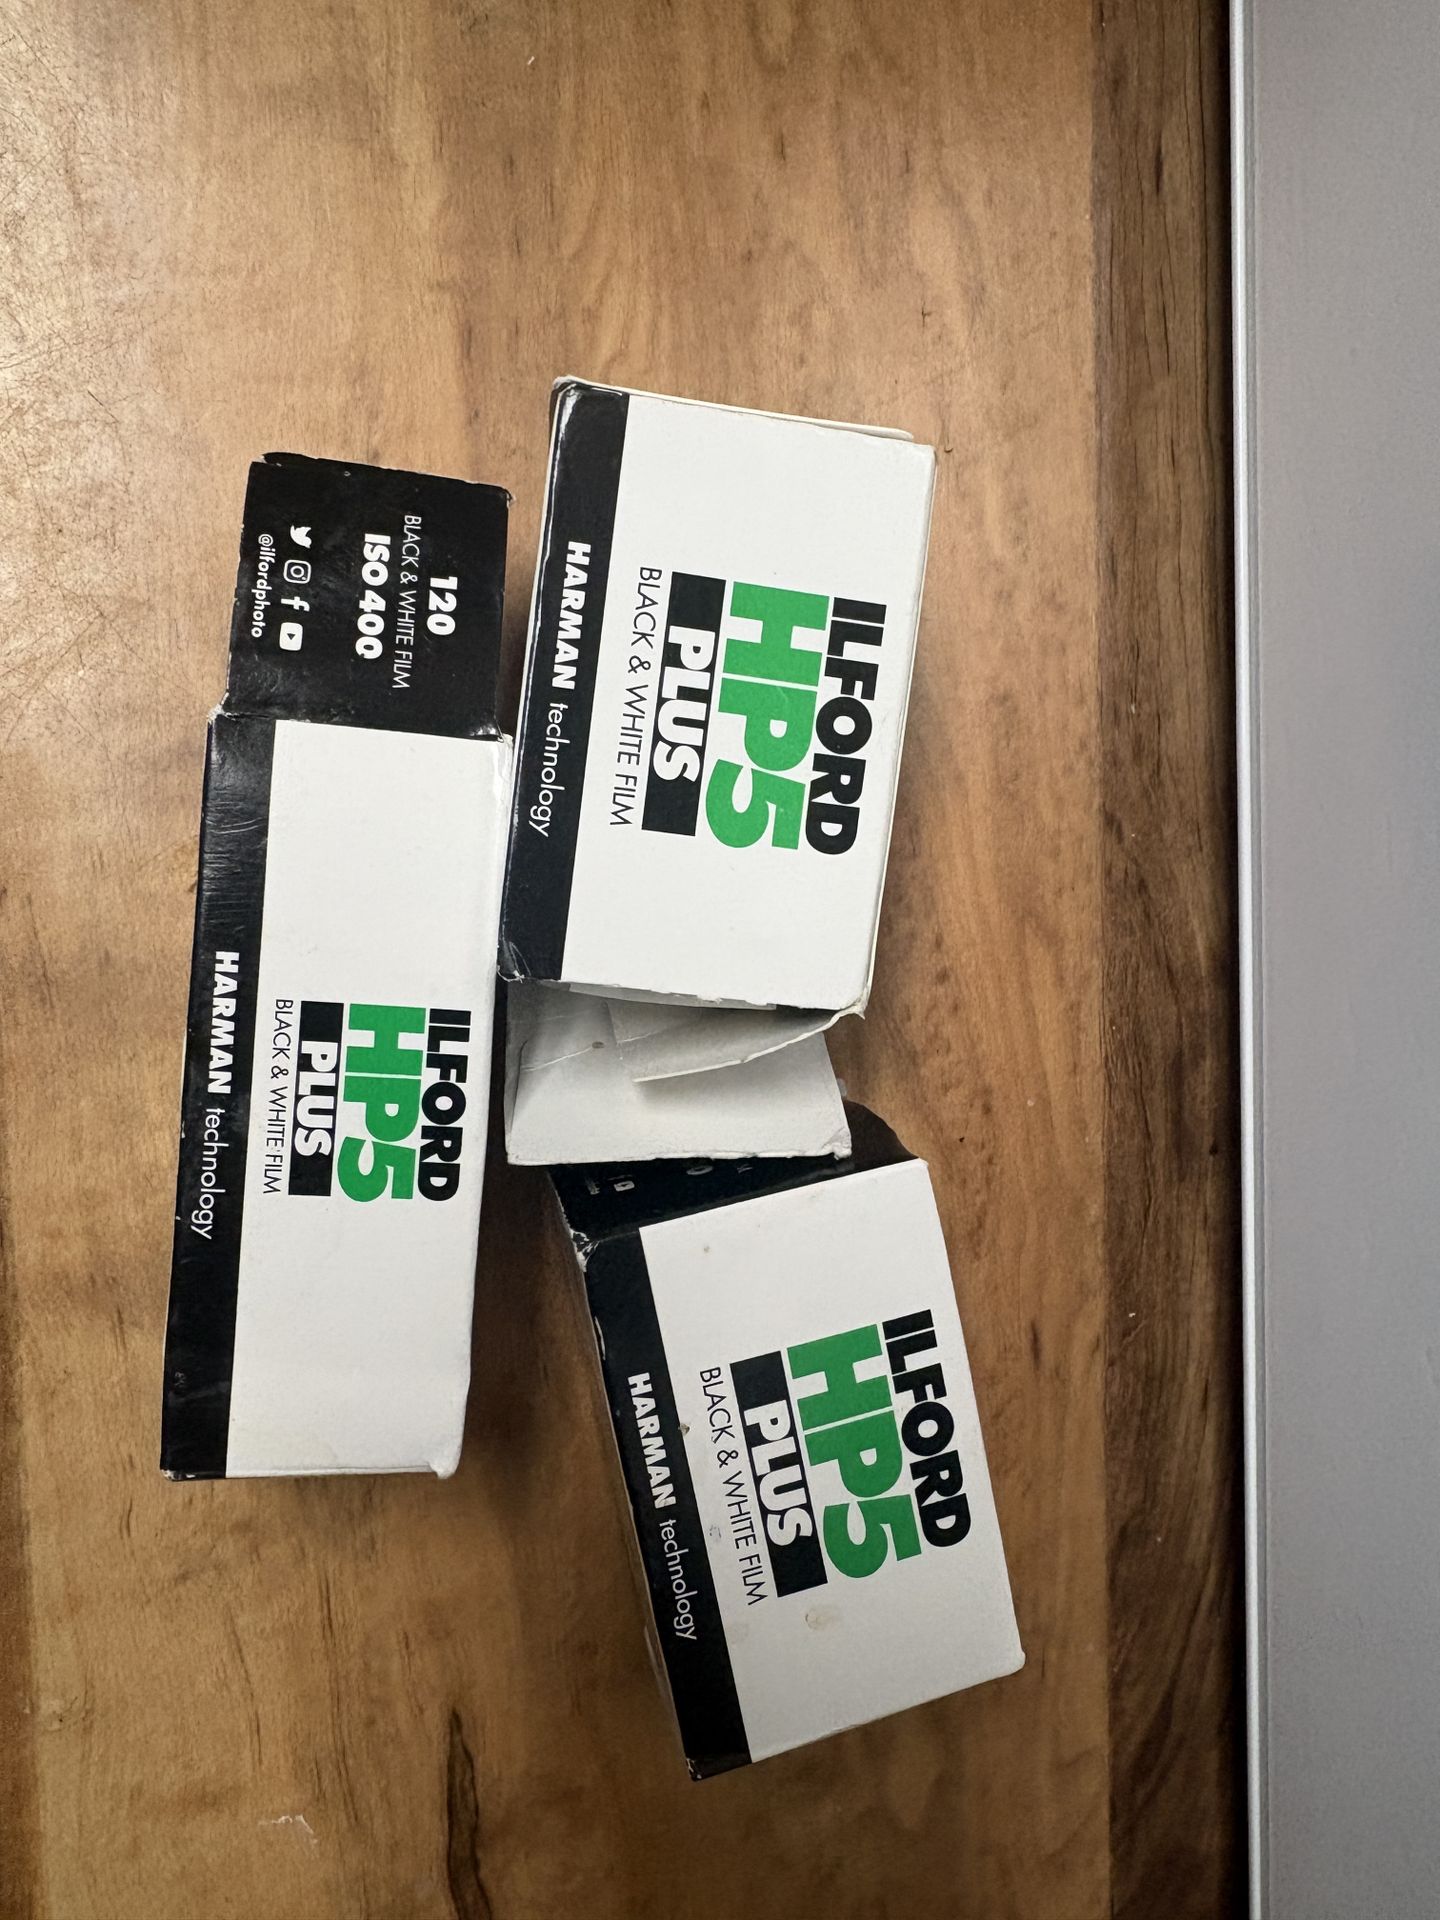 120
BLACK & WHITE FILM
ISO 400
@ilfordphoto
ILFORD
HP5
PLUS
BLACK & WHITE FILM
HARMAN technology
ILFORD
HP5
PLUS
BLACK & WHITE FILM
HARMAN technology
ILFORD
HP5
PLUS
BLACK & WHITE FILM
HARMAN technology